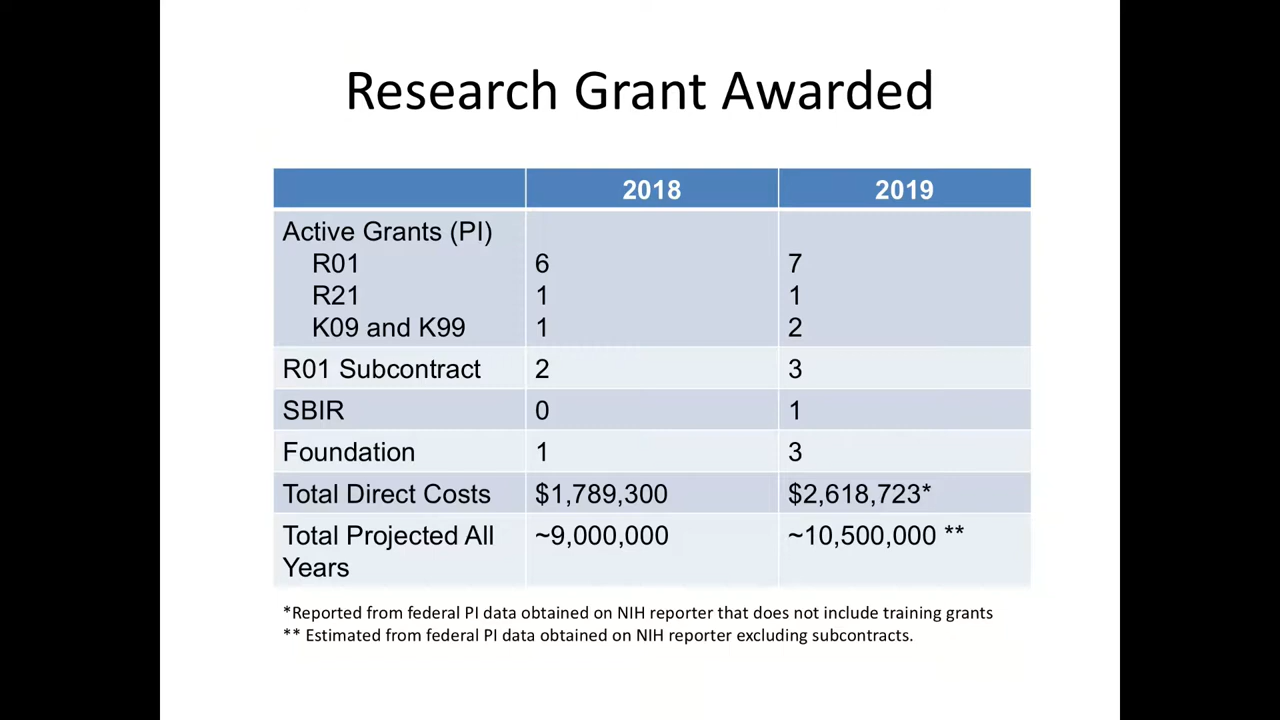 Research Grant Awarded
2018 2019
Active Grants (PI)
R01 6 7
R21 1 1
K09 and K99 1 2
R01 Subcontract 2 3
SBIR 0 1
Foundation 1 3
Total Direct Costs $1,789,300 $2,618,723*
Total Projected All ~9,000,000 ~10,500,000 **
Years
*Reported from federal PI data obtained on NIH reporter that does not include training grants
** Estimated from federal PI data obtained on NIH reporter excluding subcontracts.